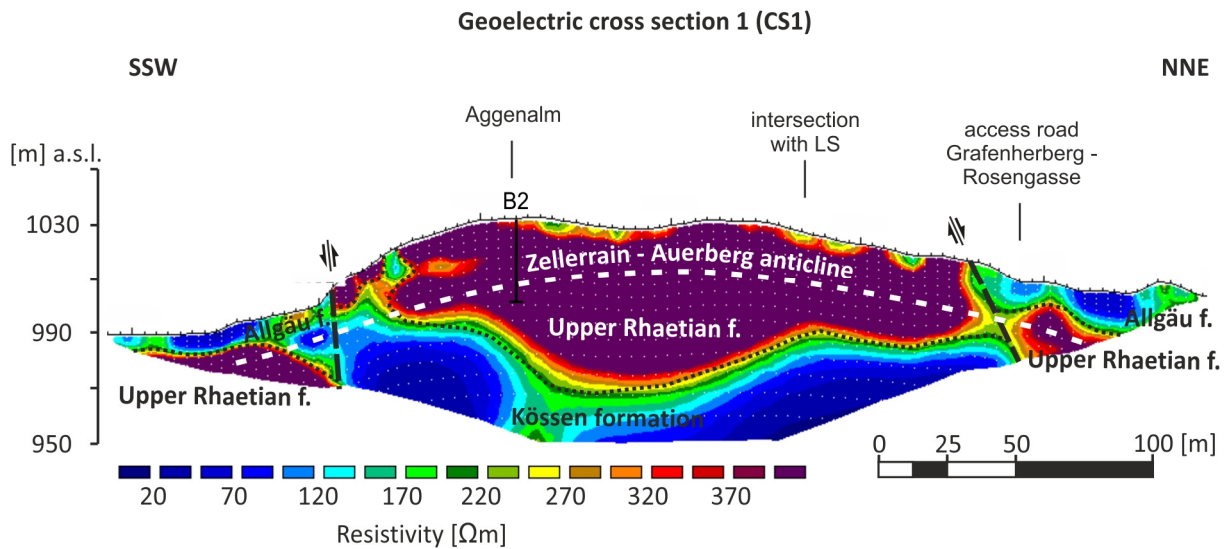 Geoelectric cross section 1 (CS1)
SSW
NNE
Aggenalm
intersection
with LS
access road
Grafenherberg -
Rosengasse
[m] a.s.l.
1030
990
950
B2
Zellerrain - Auerberg anticline
Upper Rhaetian f.
Allgäu f.
Allgäu f.
Upper Rhaetian f.
Upper Rhaetian f.
Kössen formation
0 25 50 100 [m]
20 70 120 170 220 270 320 370
Resistivity [Ωm]